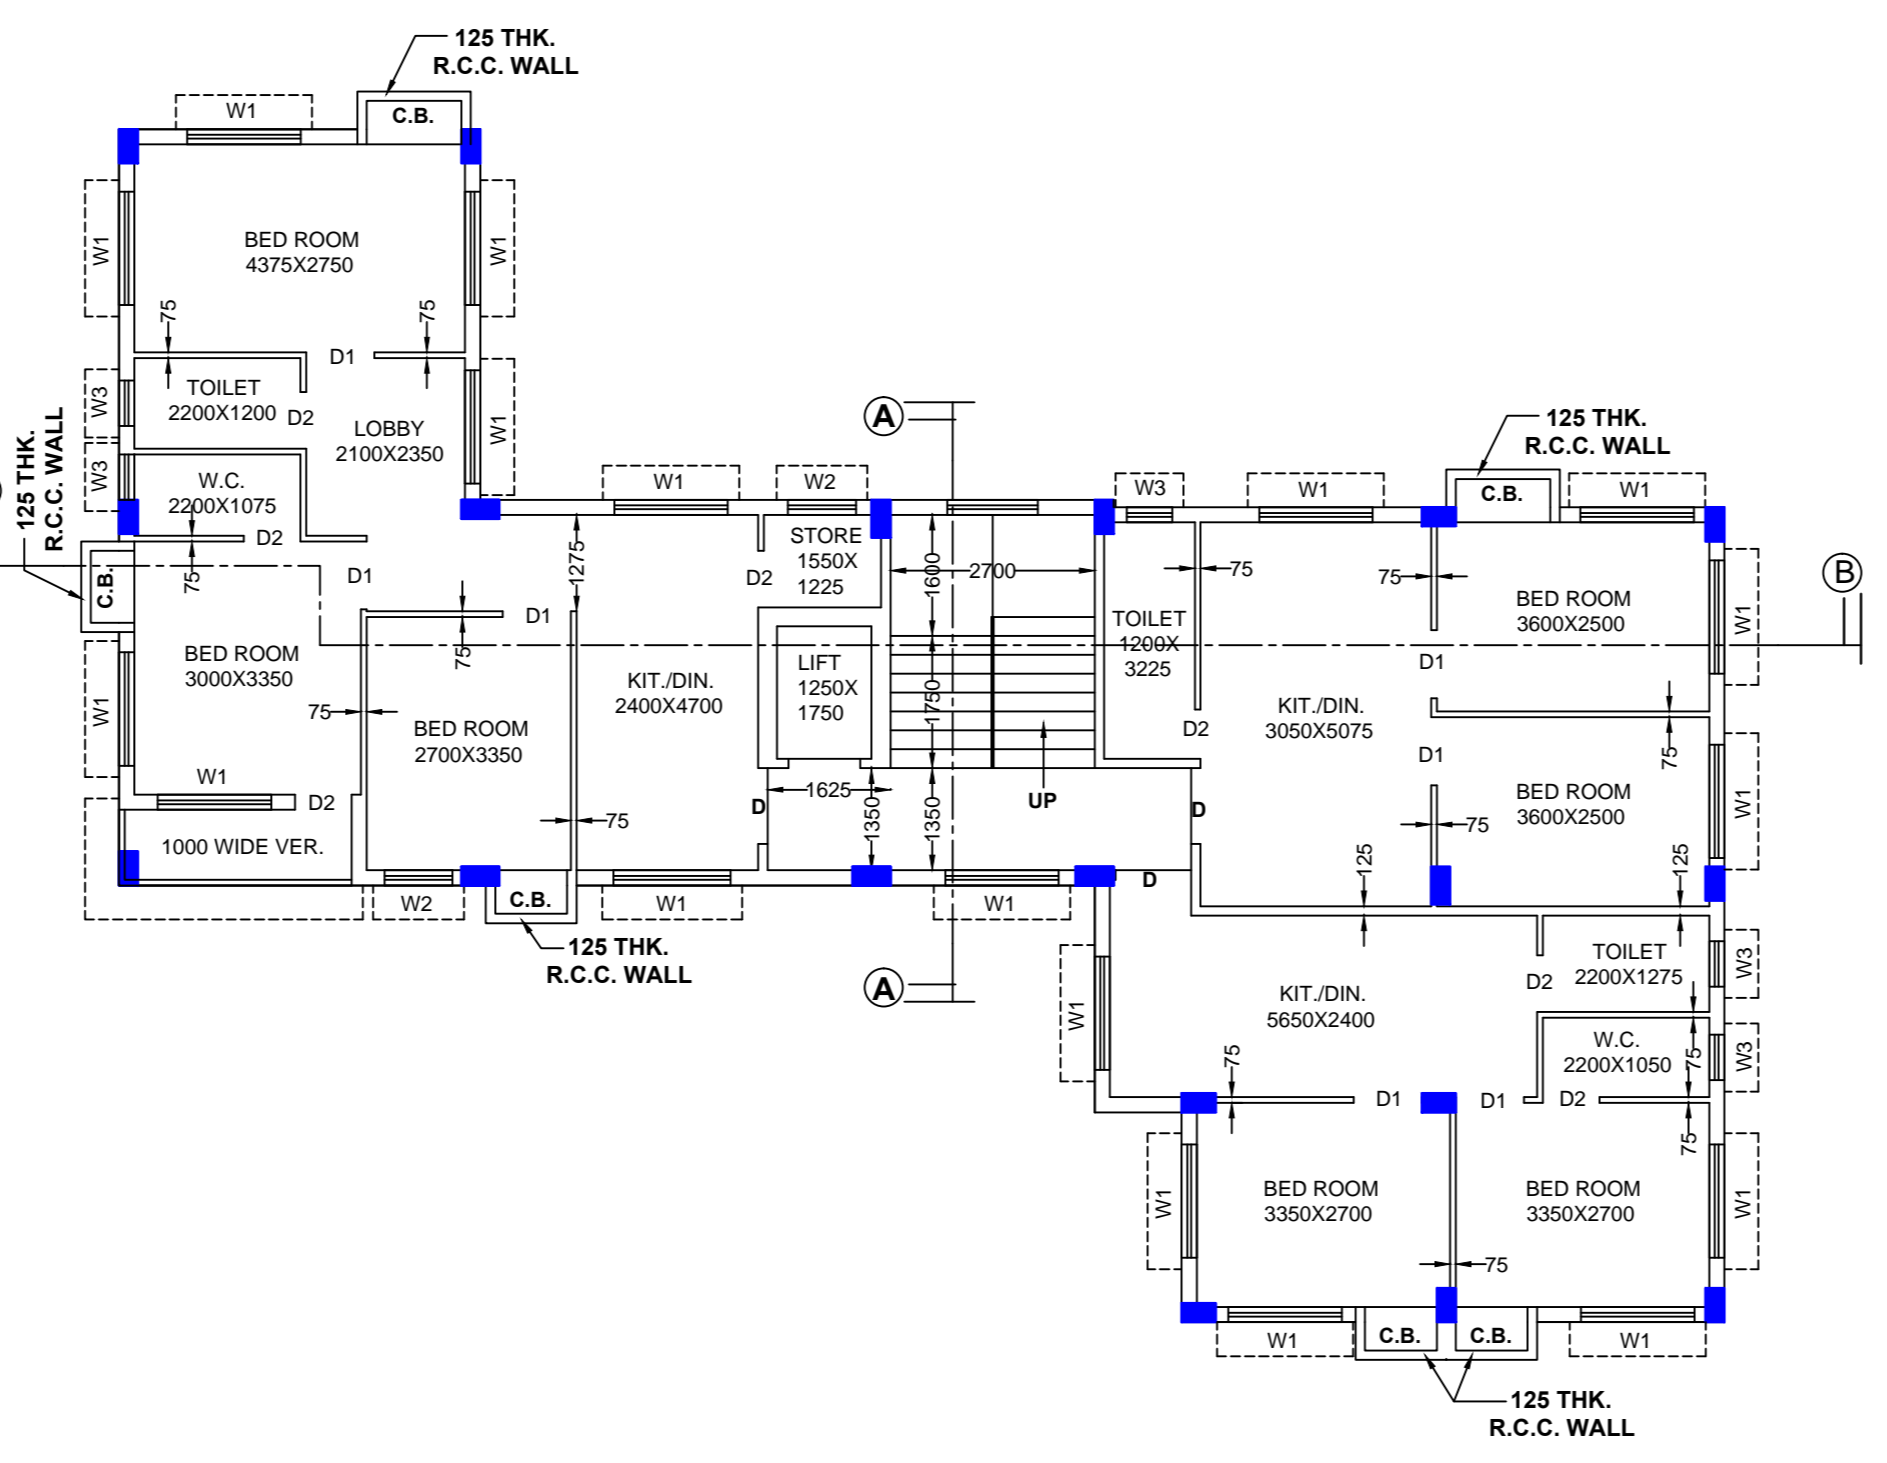 125 THK.
R.C.C. WALL
C.B.
W1
W1
W1
BED ROOM
4375X2750
75
75
D1
W3
TOILET
2200X1200
D2
LOBBY
2100X2350
W1
125 THK.
R.C.C. WALL
W3
W.C.
2200X1075
D2
75
C.B.
D1
BED ROOM
3000X3350
W1
75
W1
D2
1000 WIDE VER.
D1
75
BED ROOM
2700X3350
75
W2
C.B.
125 THK.
R.C.C. WALL
W1
1275
KIT./DIN.
2400X4700
W1
W2
STORE
1550X
1225
D2
LIFT
1250X
1750
D
1625
1350
A
1600
2700
1750
1350
UP
W1
A
W3
TOILET
1200X
3225
75
D2
D
D
W1
KIT./DIN.
3050X5075
125 THK.
R.C.C. WALL
C.B.
W1
75
BED ROOM
3600X2500
W1
B
D1
D1
75
BED ROOM
3600X2500
W1
75
125
125
TOILET
2200X1275
W3
D2
KIT./DIN.
5650X2400
W1
W.C.
2200X1050
75
W3
75
D1
D1
D2
75
W1
BED ROOM
3350X2700
BED ROOM
3350X2700
W1
75
W1
C.B.
C.B.
W1
125 THK.
R.C.C. WALL